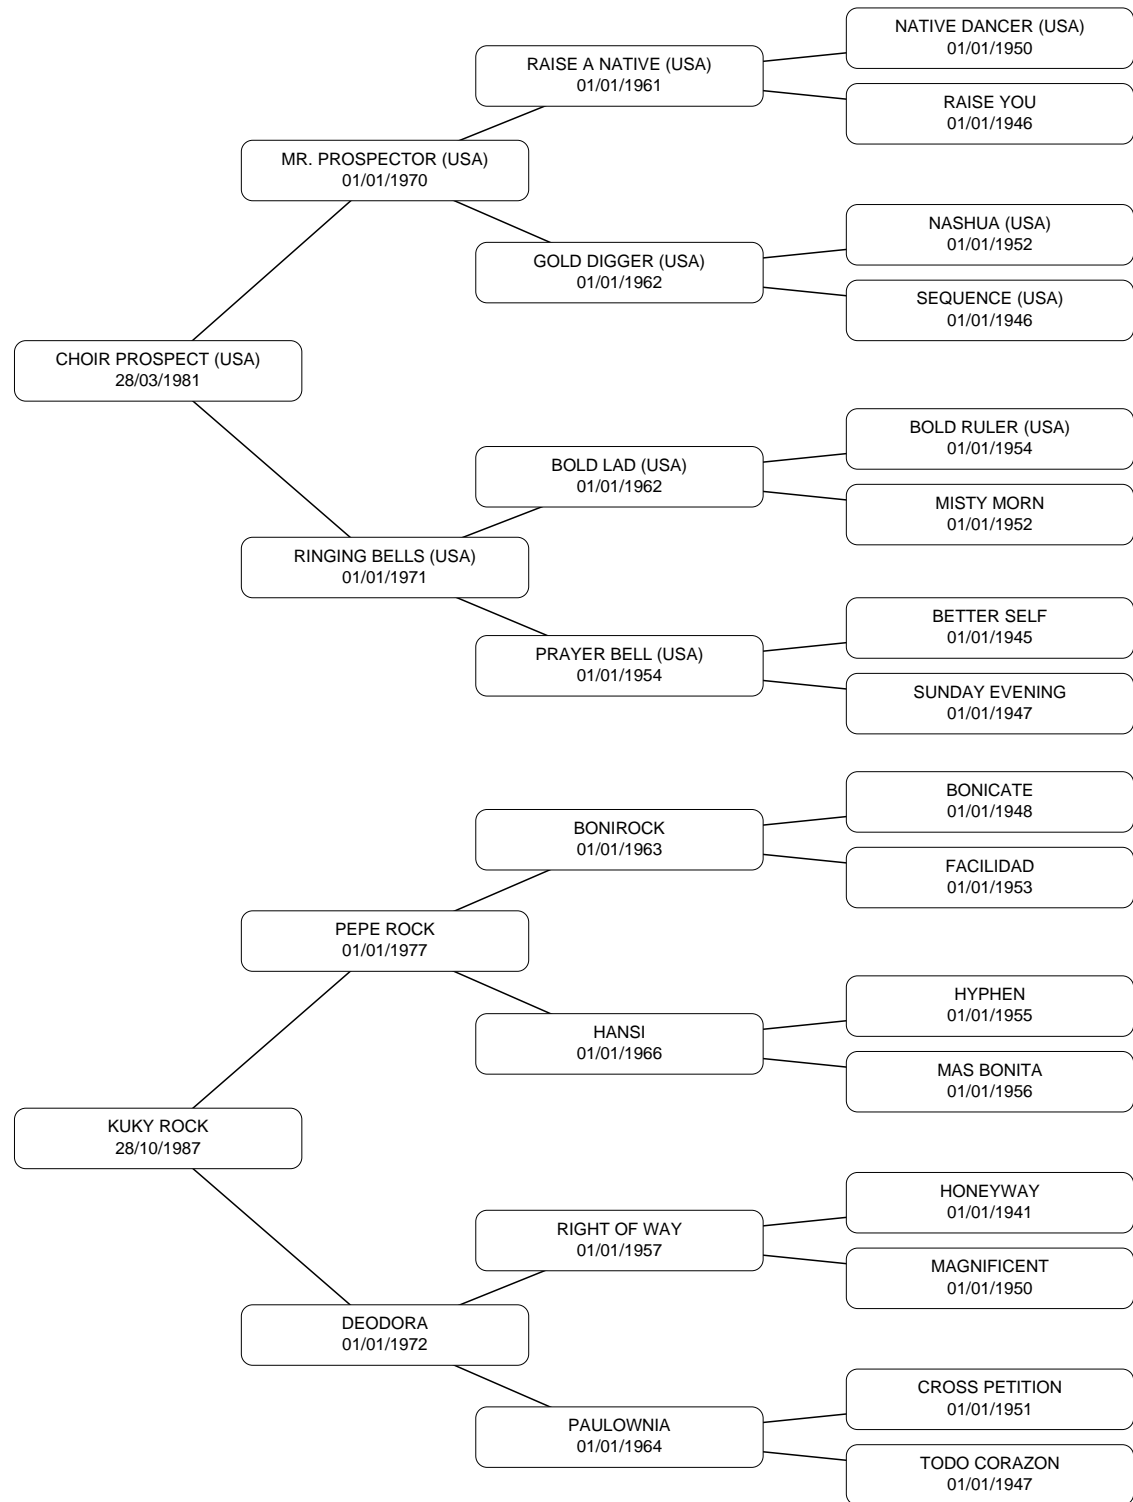 NATIVE DANCER (USA)
01/01/1950
RAISE A NATIVE (USA)
01/01/1961
RAISE YOU
01/01/1946
MR. PROSPECTOR (USA)
01/01/1970
NASHUA (USA)
01/01/1952
GOLD DIGGER (USA)
01/01/1962
SEQUENCE (USA)
01/01/1946
CHOIR PROSPECT (USA)
28/03/1981
BOLD RULER (USA)
01/01/1954
BOLD LAD (USA)
01/01/1962
MISTY MORN
01/01/1952
RINGING BELLS (USA)
01/01/1971
BETTER SELF
01/01/1945
PRAYER BELL (USA)
01/01/1954
SUNDAY EVENING
01/01/1947
BONICATE
01/01/1948
BONIROCK
01/01/1963
FACILIDAD
01/01/1953
PEPE ROCK
01/01/1977
HYPHEN
01/01/1955
HANSI
01/01/1966
MAS BONITA
01/01/1956
KUKY ROCK
28/10/1987
HONEYWAY
01/01/1941
RIGHT OF WAY
01/01/1957
MAGNIFICENT
01/01/1950
DEODORA
01/01/1972
CROSS PETITION
01/01/1951
PAULOWNIA
01/01/1964
TODO CORAZON
01/01/1947